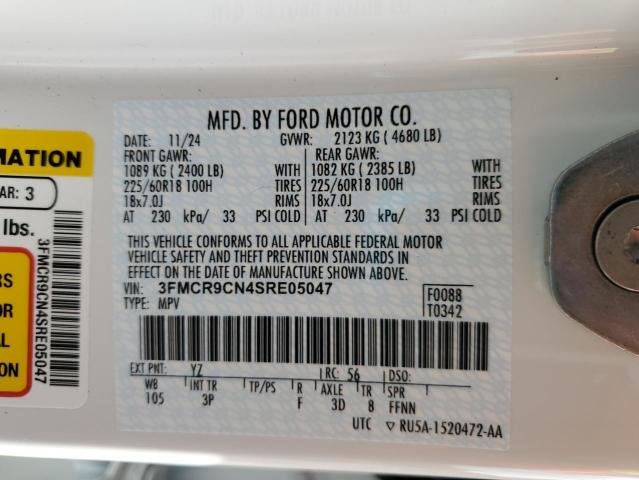 MFD. BY FORD MOTOR CO.
DATE: 11/24 GVWR: 2123 KG ( 4680 LB)
FRONT GAWR: REAR GAWR:
1089 KG ( 2400 LB) WITH 1082 KG ( 2385 LB) WITH
225/60R18 100H TIRES 225/60R18 100H TIRES
18x7.0J RIMS 18x7.0J RIMS
AT 230 kPa/ 33 PSI COLD AT 230 kPa/ 33 PSI COLD
THIS VEHICLE CONFORMS TO ALL APPLICABLE FEDERAL MOTOR
VEHICLE SAFETY AND THEFT PREVENTION STANDARDS IN
EFFECT ON THE DATE OF MANUFACTURE SHOWN ABOVE.
VIN: 3FMCR9CN4SRE05047 F0088
TYPE: MPV T0342
EXT PNT: YZ RC: 56 DSO:
WB INT TR TP/PS R AXLE TR SPR
105 3P F 3D 8 FFNN
UTC ▽ RU5A-1520472-AA
MATION
AR: 3
lbs.
RS
OR
AL
E
3FMCR9CN4SRE05047